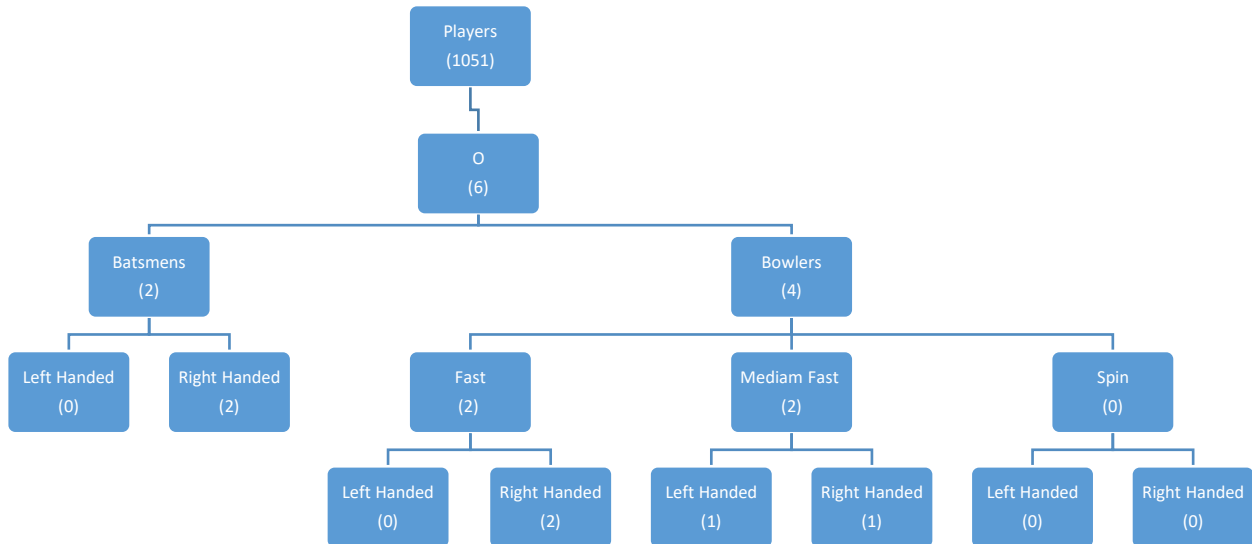 Players
(1051)
O
(6)
Batsmens
(2)
Bowlers
(4)
Left Handed
(0)
Right Handed
(2)
Fast
(2)
Mediam Fast
(2)
Spin
(0)
Left Handed
(0)
Right Handed
(2)
Left Handed
(1)
Right Handed
(1)
Left Handed
(0)
Right Handed
(0)